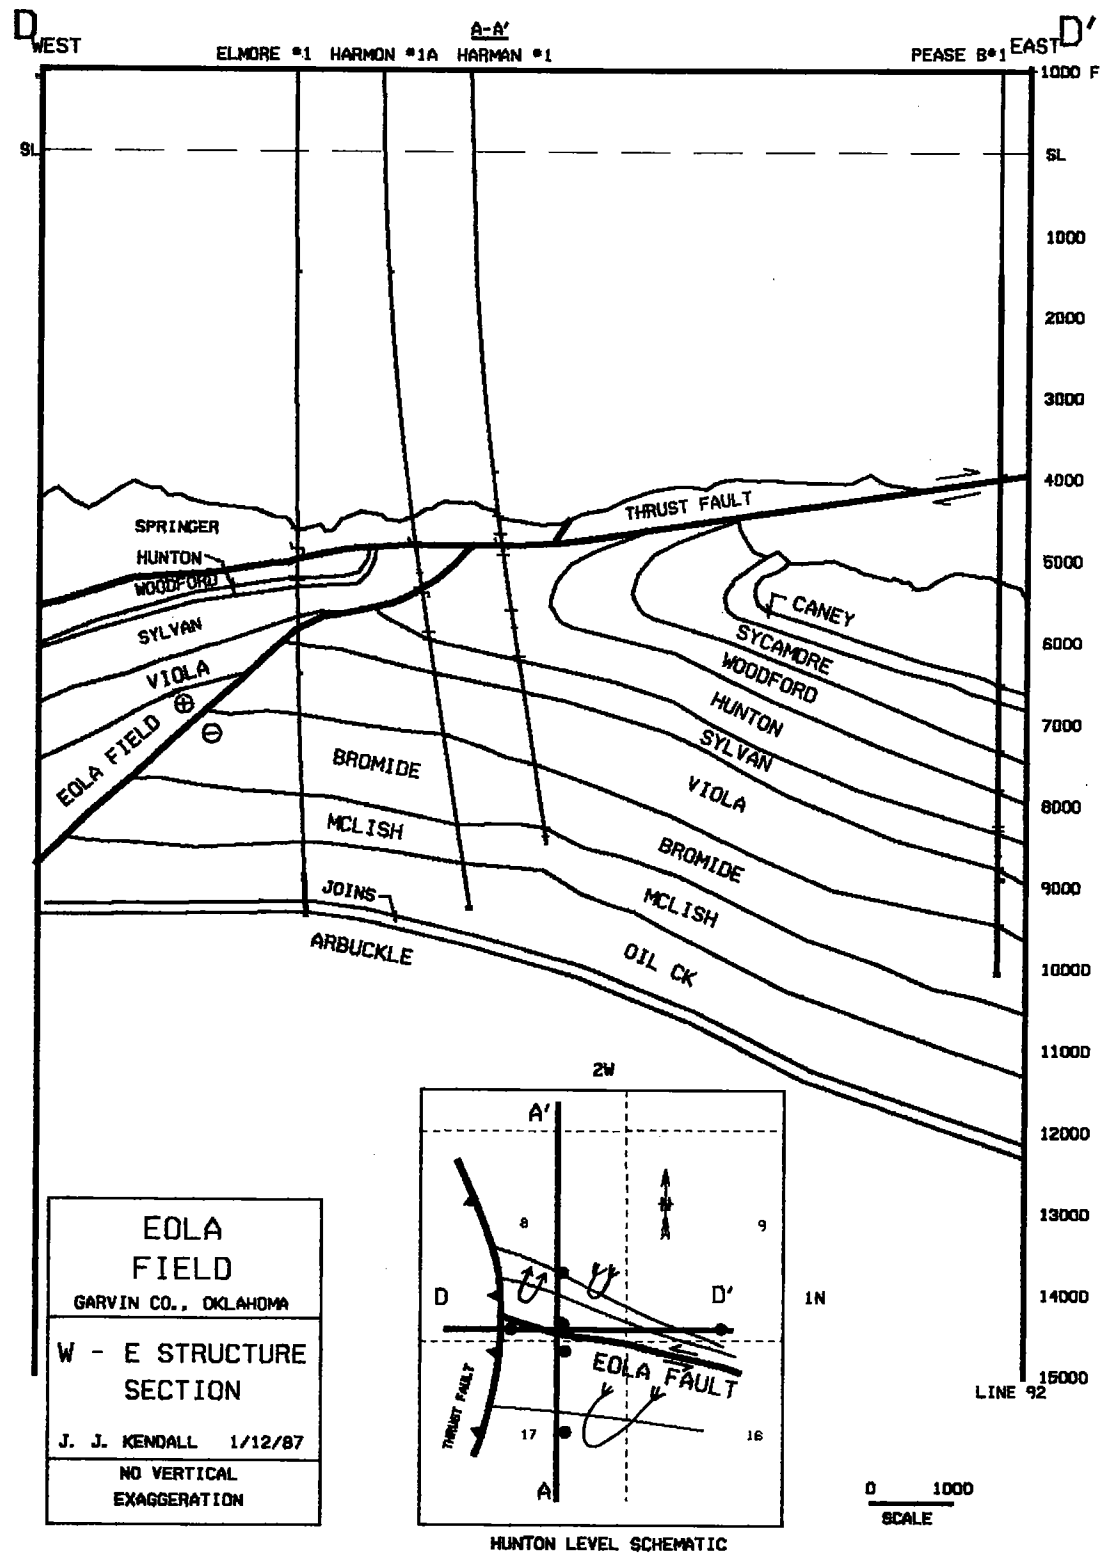 D
D'
WEST
EAST
A-A'
ELMORE #1 HARMON #1A HARMAN #1
PEASE B#1
1000 F
SL
SL
1000
2000
3000
4000
THRUST FAULT
SPRINGER
HUNTON
WOODFORD
5000
CANEY
SYLVAN
SYCAMORE
6000
WOODFORD
VIOLA
HUNTON
7000
SYLVAN
EOLA FIELD
BROMIDE
VIOLA
8000
MCLISH
BROMIDE
9000
JOINS
MCLISH
ARBUCKLE
OIL CK
10000
11000
12000
13000
14000
15000
LINE 92
2W
A'
N
8
9
D
D'
1N
EOLA FAULT
THRUST FAULT
17
16
A
HUNTON LEVEL SCHEMATIC
EOLA
FIELD
GARVIN CO., OKLAHOMA
W - E STRUCTURE
SECTION
J. J. KENDALL 1/12/87
NO VERTICAL
EXAGGERATION
0 1000
SCALE